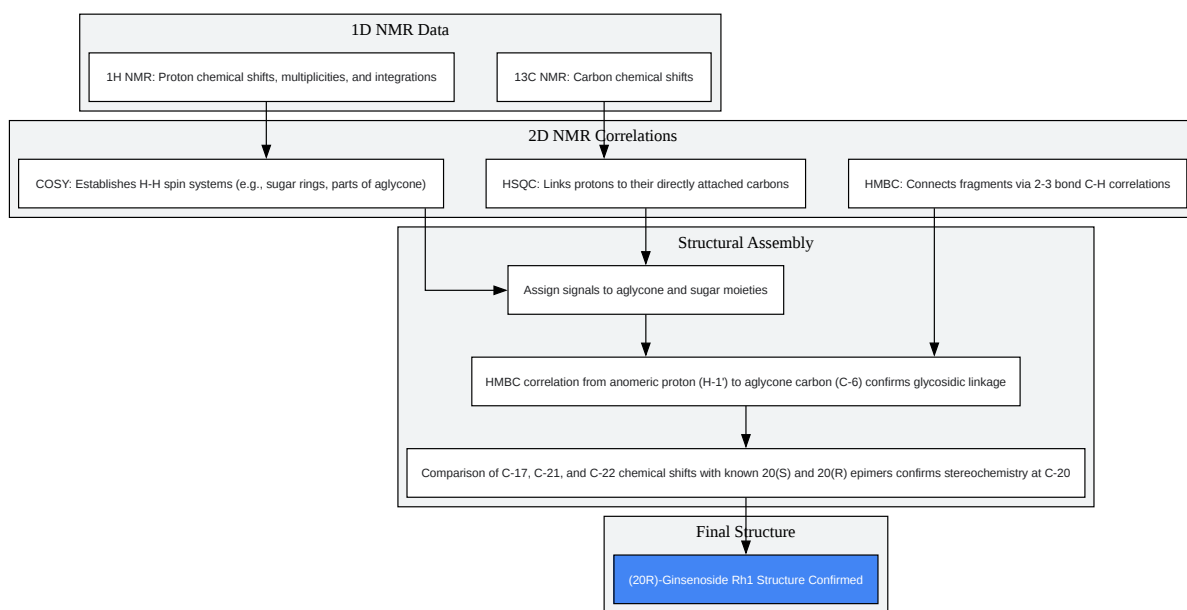 1D NMR Data
1H NMR: Proton chemical shifts, multiplicities, and integrations
13C NMR: Carbon chemical shifts
2D NMR Correlations
COSY: Establishes H-H spin systems (e.g., sugar rings, parts of aglycone)
HSQC: Links protons to their directly attached carbons
HMBC: Connects fragments via 2-3 bond C-H correlations
Structural Assembly
Assign signals to aglycone and sugar moieties
HMBC correlation from anomeric proton (H-1') to aglycone carbon (C-6) confirms glycosidic linkage
Comparison of C-17, C-21, and C-22 chemical shifts with known 20(S) and 20(R) epimers confirms stereochemistry at C-20
Final Structure
(20R)-Ginsenoside Rh1 Structure Confirmed